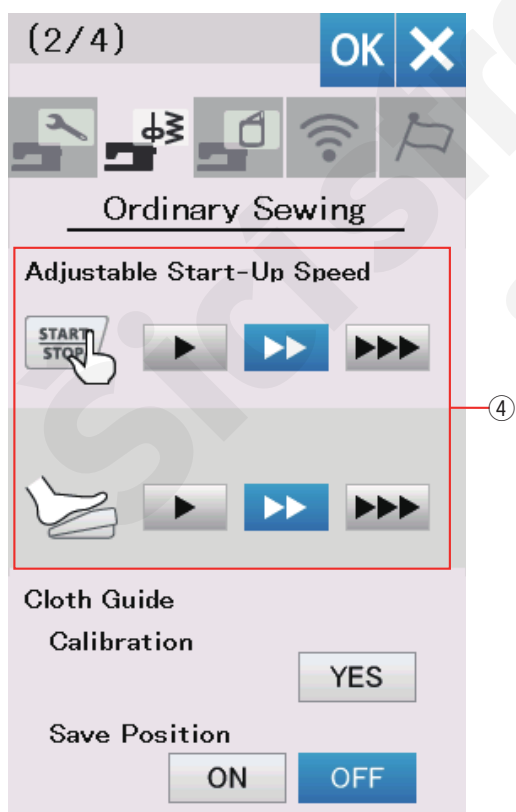 (2/4)
OK
Ordinary Sewing
Adjustable Start-Up Speed
START
STOP
④
Cloth Guide
Calibration
YES
Save Position
ON OFF